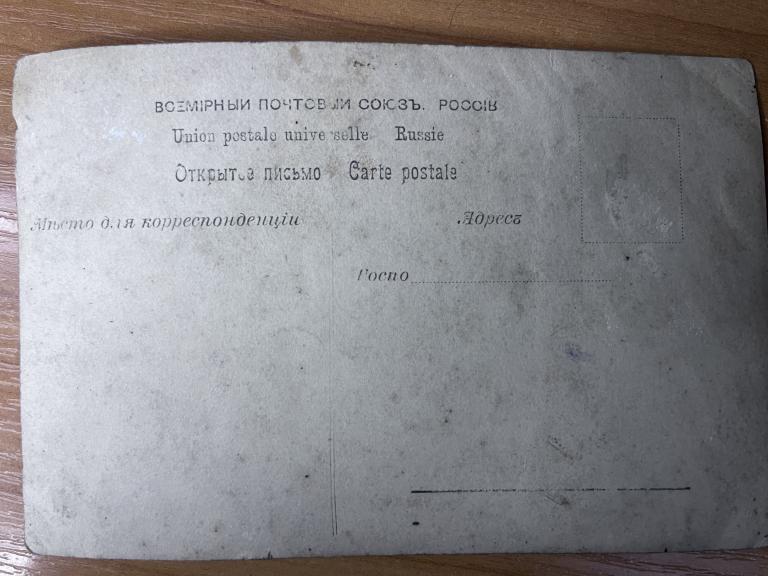 ВСЕМІРНЫЙ ПОЧТОВЫЙ СОЮЗЪ. РОССІЯ
Union postale universelle Russie
Открытое письмо Carte postale
Мѣсто для корреспонденціи Адресъ
Госпо